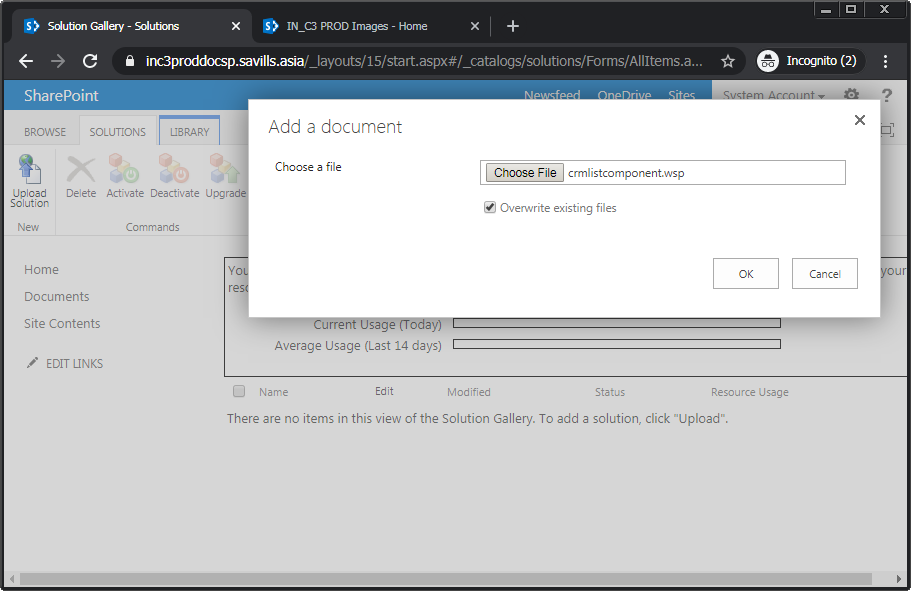 Solution Gallery - Solutions
IN_C3 PROD Images - Home
inc3proddocsp.savills.asia/_layouts/15/start.aspx#/_catalogs/solutions/Forms/AllItems.a...
Incognito (2)
SharePoint
Newsfeed OneDrive Sites System Account ?
BROWSE SOLUTIONS LIBRARY
Upload Solution
Delete Activate Deactivate Upgrade
New Commands
Add a document
Choose a file
Choose File crmlistcomponent.wsp
Overwrite existing files
OK Cancel
Home
Documents
Site Contents
EDIT LINKS
You
your
Current Usage (Today)
Average Usage (Last 14 days)
Name Edit Modified Status Resource Usage
There are no items in this view of the Solution Gallery. To add a solution, click "Upload".